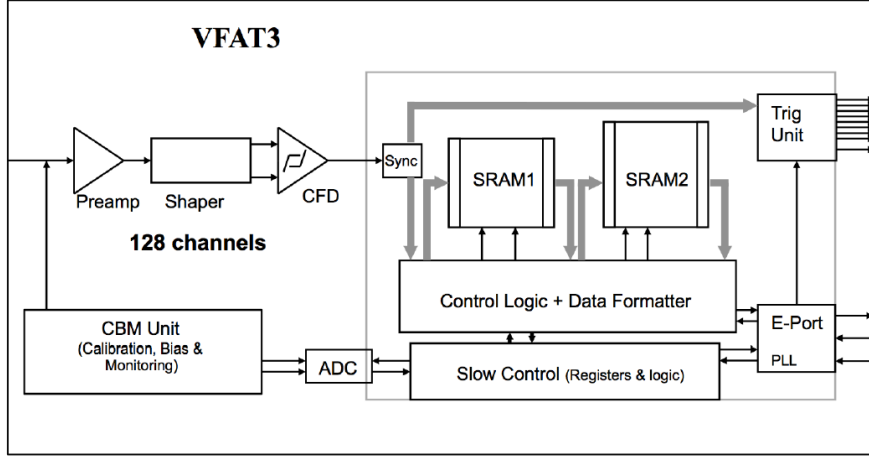 VFAT3
Trig
Unit
Sync
SRAM1
SRAM2
Preamp
Shaper
CFD
128 channels
Control Logic + Data Formatter
CBM Unit
(Calibration, Bias &
Monitoring)
ADC
Slow Control (Registers & logic)
E-Port
PLL